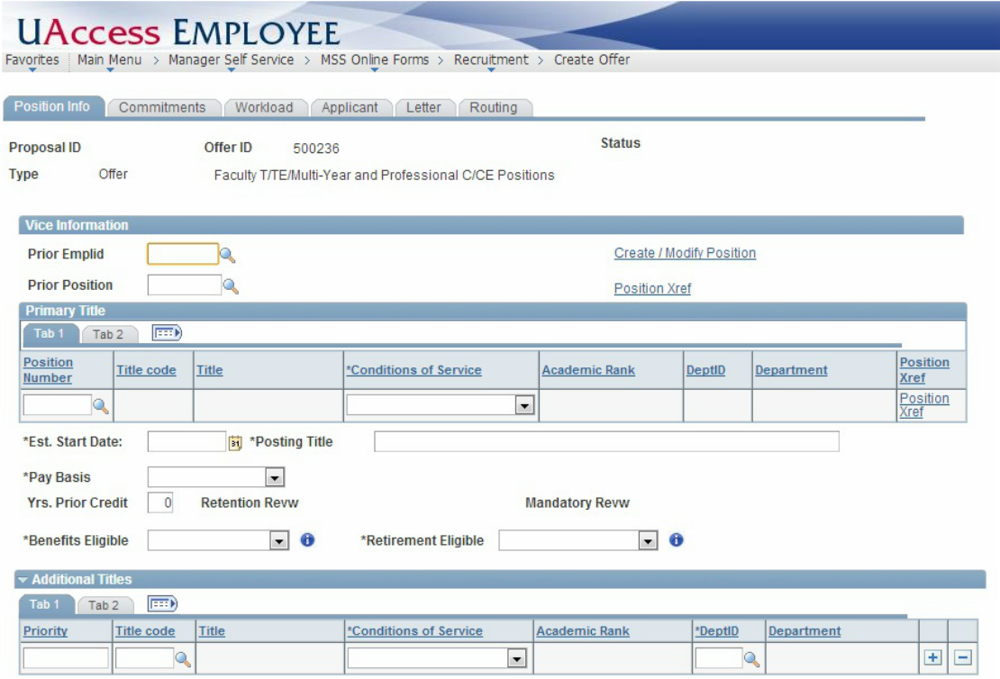 UACCESS EMPLOYEE
Favorites Main Menu > Manager Self Service > MSS Online Forms > Recruitment > Create Offer
Position Info Commitments Workload Applicant Letter Routing
Proposal ID Offer ID 500236 Status
Type Offer Faculty T/TE/Multi-Year and Professional C/CE Positions
Vice Information
Prior Emplid Create / Modify Position
Prior Position Position Xref
Primary Title
Tab 1 Tab 2
Position Number Title code Title *Conditions of Service Academic Rank DeptID Department Position Xref
Position Xref
*Est. Start Date: 31 *Posting Title
*Pay Basis
Yrs. Prior Credit 0 Retention Revw Mandatory Revw
*Benefits Eligible i *Retirement Eligible i
Additional Titles
Tab 1 Tab 2
Priority Title code Title *Conditions of Service Academic Rank *DeptID Department
+ -